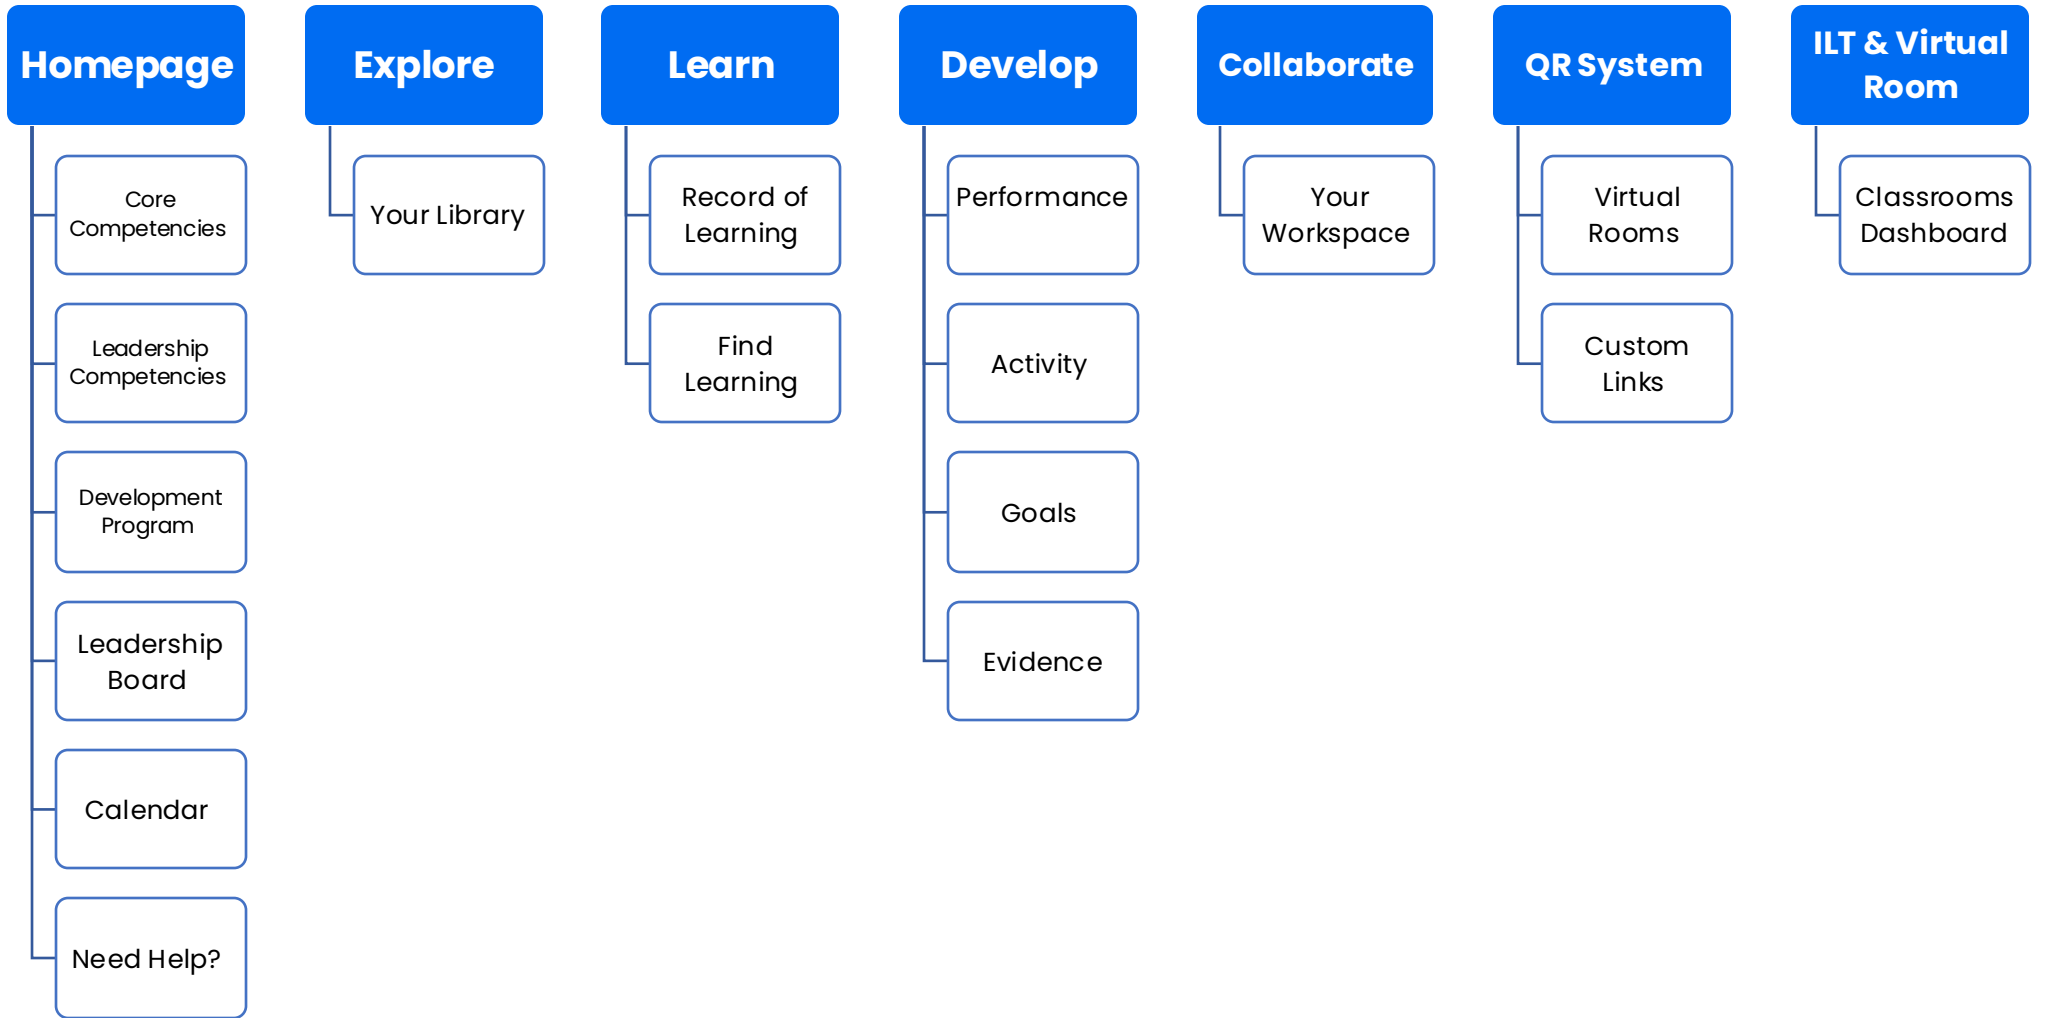 Homepage
Core
Competencies
Leadership
Competencies
Development
Program
Leadership
Board
Calendar
Need Help?
Explore
Your Library
Learn
Record of
Learning
Find
Learning
Develop
Performance
Activity
Goals
Evidence
Collaborate
Your
Workspace
QR System
Virtual
Rooms
Custom
Links
ILT & Virtual
Room
Classrooms
Dashboard